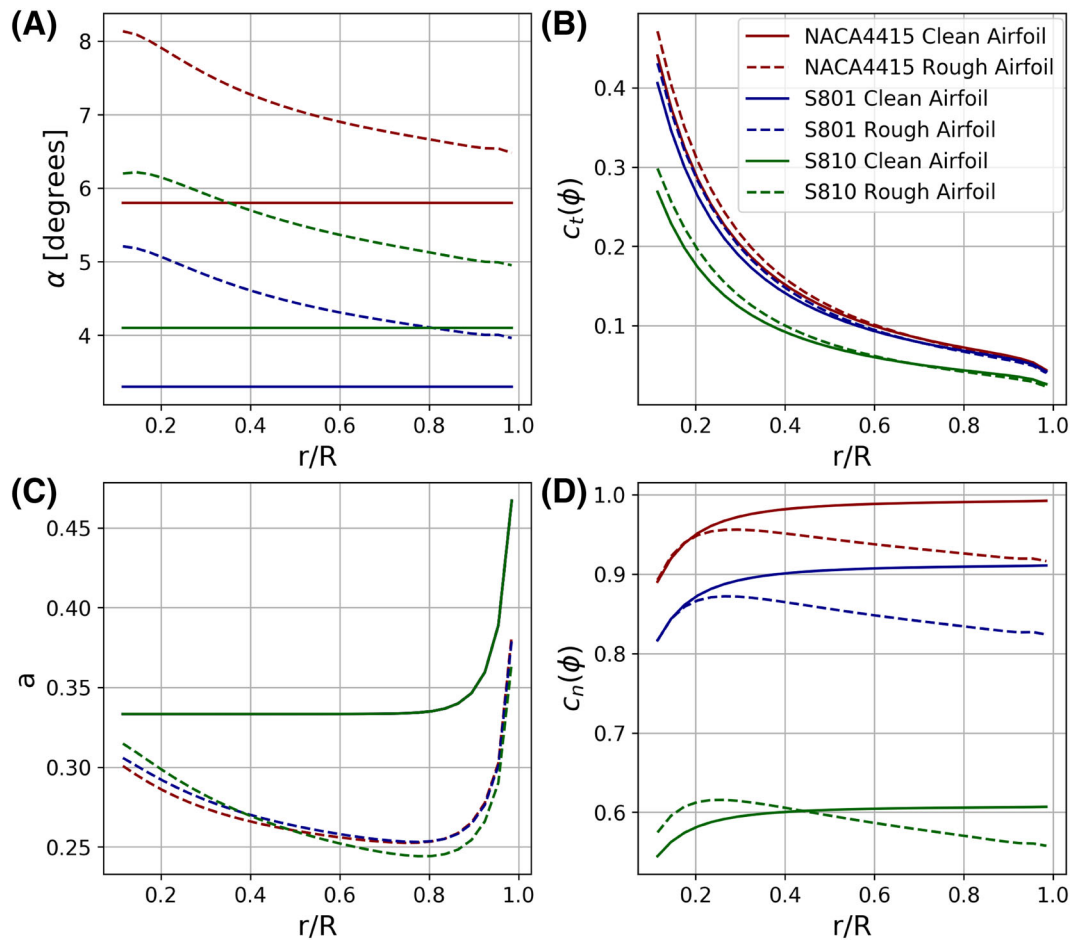 (A)
8
7
6
5
4
α [degrees]
0.2 0.4 0.6 0.8 1.0
r/R
(B)
NACA4415 Clean Airfoil
NACA4415 Rough Airfoil
S801 Clean Airfoil
S801 Rough Airfoil
S810 Clean Airfoil
S810 Rough Airfoil
0.4
0.3
0.2
0.1
c_t(ϕ)
0.2 0.4 0.6 0.8 1.0
r/R
(C)
0.45
0.40
0.35
0.30
0.25
a
0.2 0.4 0.6 0.8 1.0
r/R
(D)
1.0
0.9
0.8
0.7
0.6
c_n(ϕ)
0.2 0.4 0.6 0.8 1.0
r/R